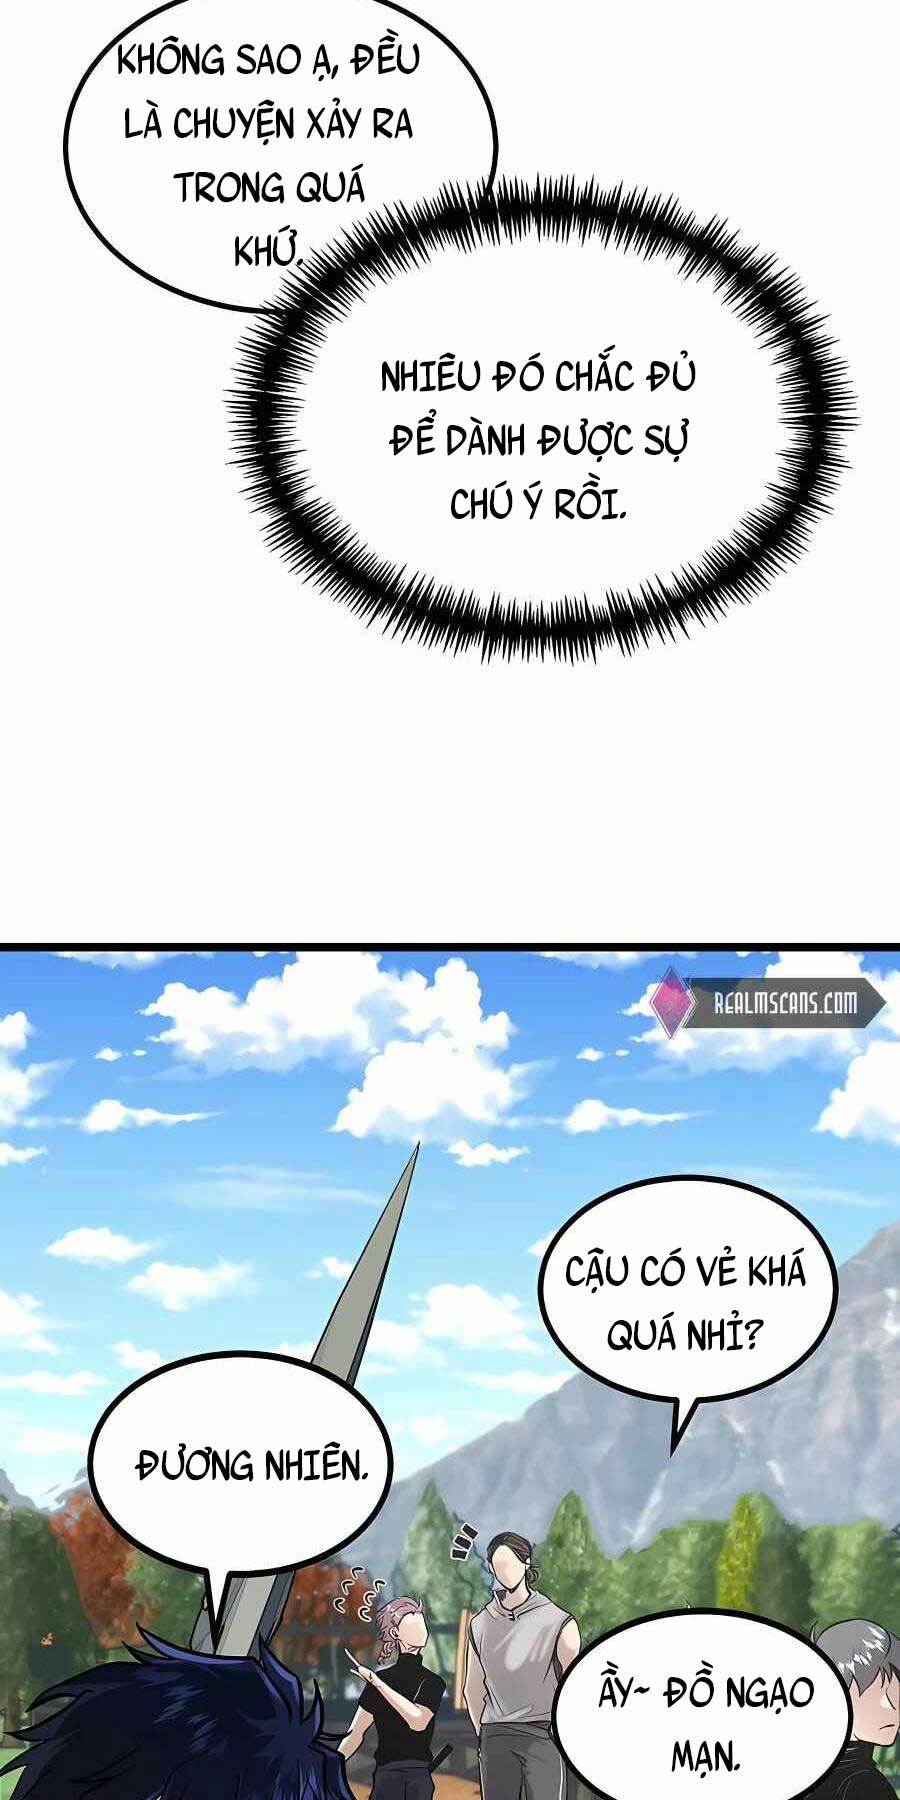 KHÔNG SAO Ạ, ĐỀU
LÀ CHUYỆN XẢY RA
TRONG QUÁ
KHỨ.
NHIÊU ĐÓ CHẮC ĐỦ
ĐỂ DÀNH ĐƯỢC SỰ
CHÚ Ý RỒI.
REALMSCANS.COM
CẬU CÓ VẺ KHÁ
QUÁ NHỈ?
ĐƯƠNG NHIÊN.
ẦY~ ĐỒ NGẠO
MẠN.